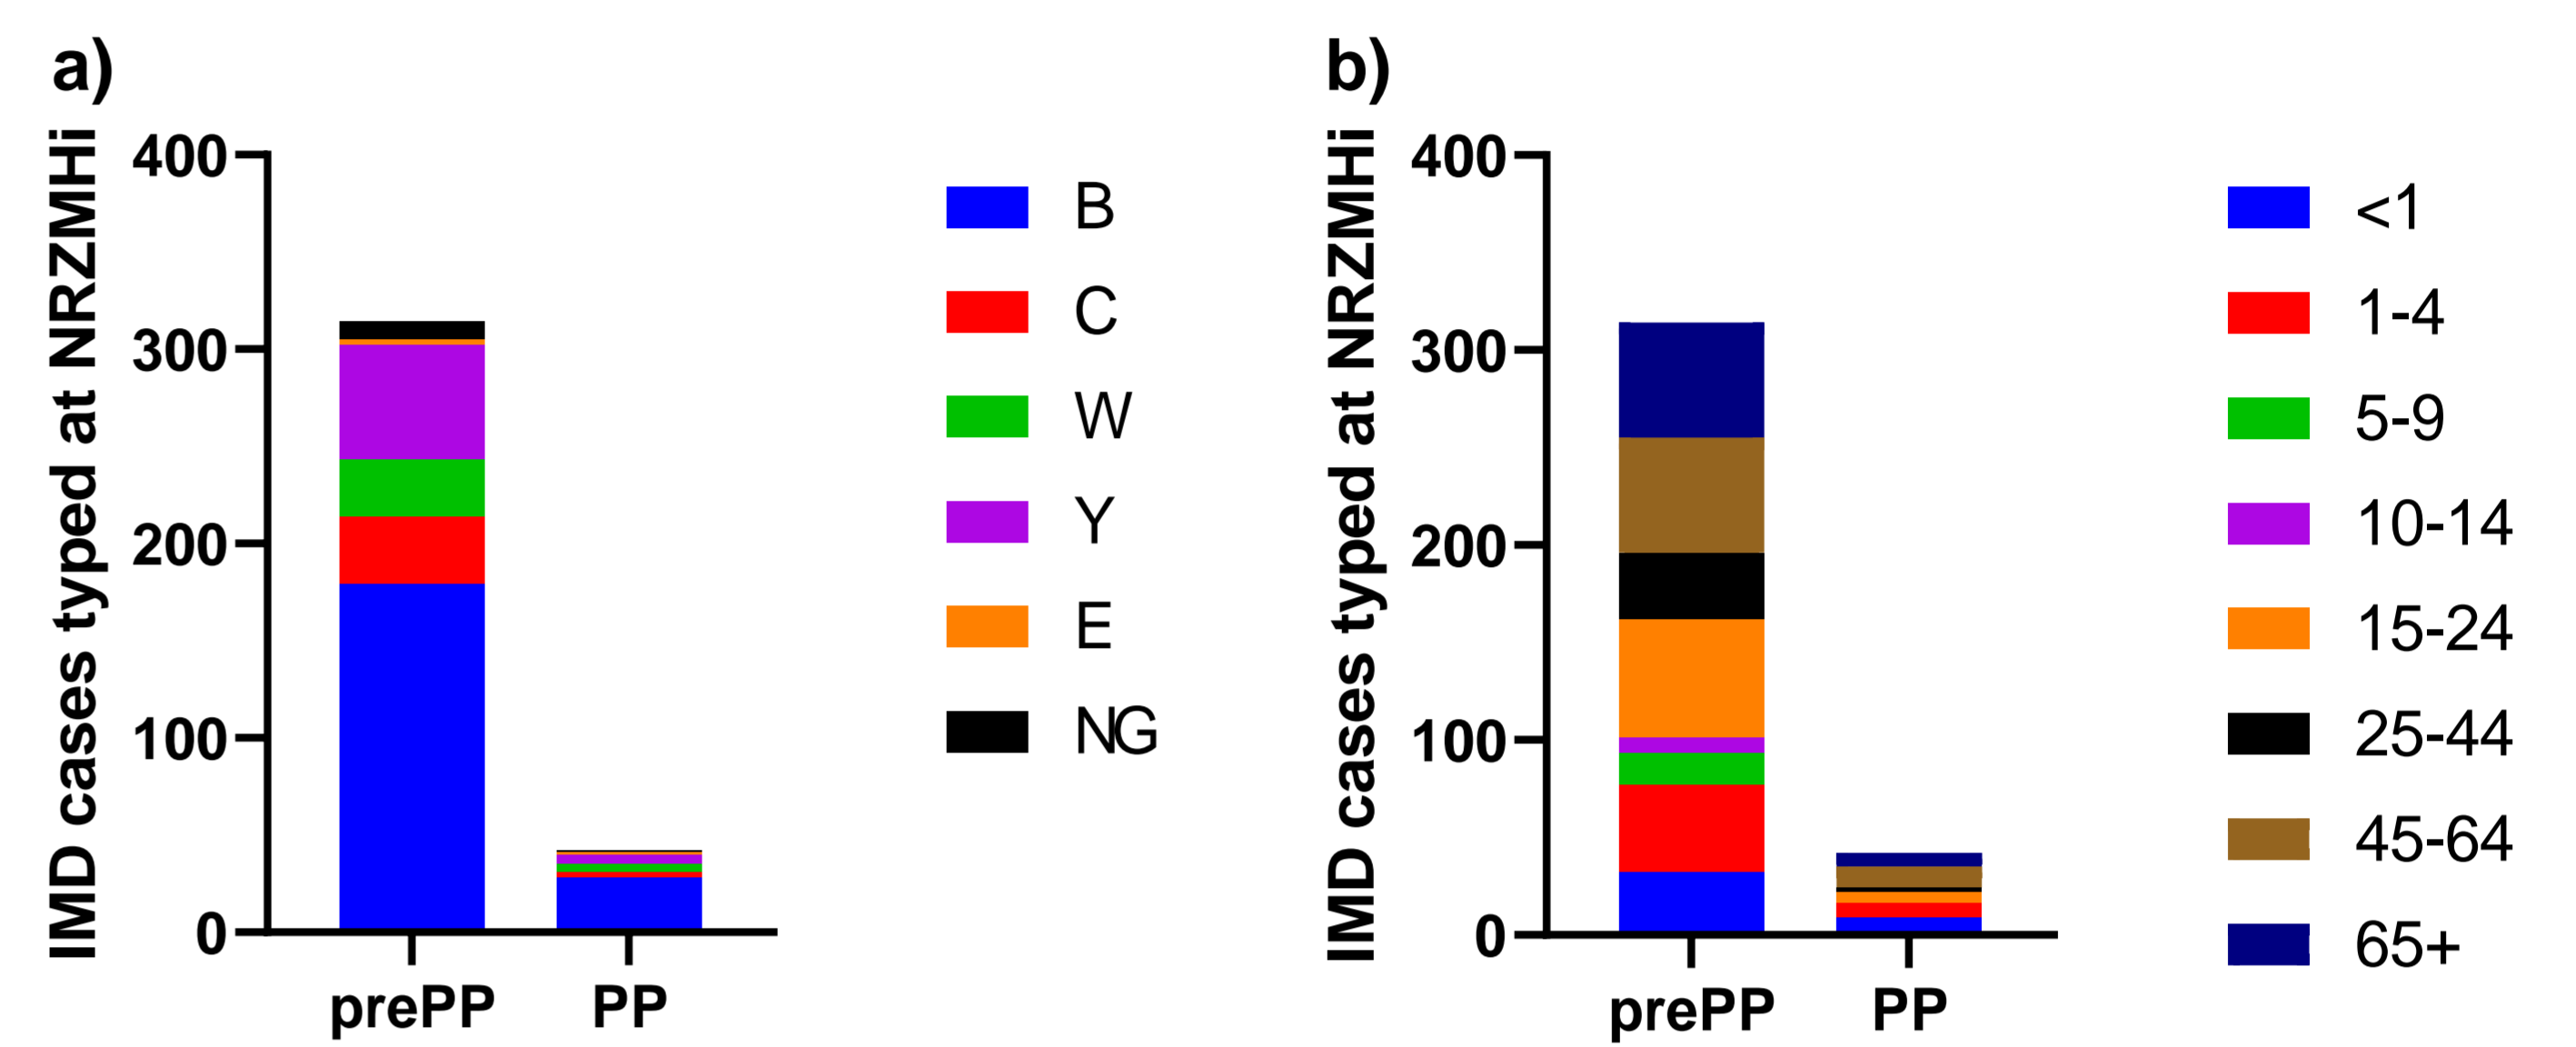 a)
IMD cases typed at NRZMHi
400
300
200
100
0
prePP
PP
B
C
W
Y
E
NG
b)
IMD cases typed at NRZMHi
400
300
200
100
0
prePP
PP
<1
1-4
5-9
10-14
15-24
25-44
45-64
65+